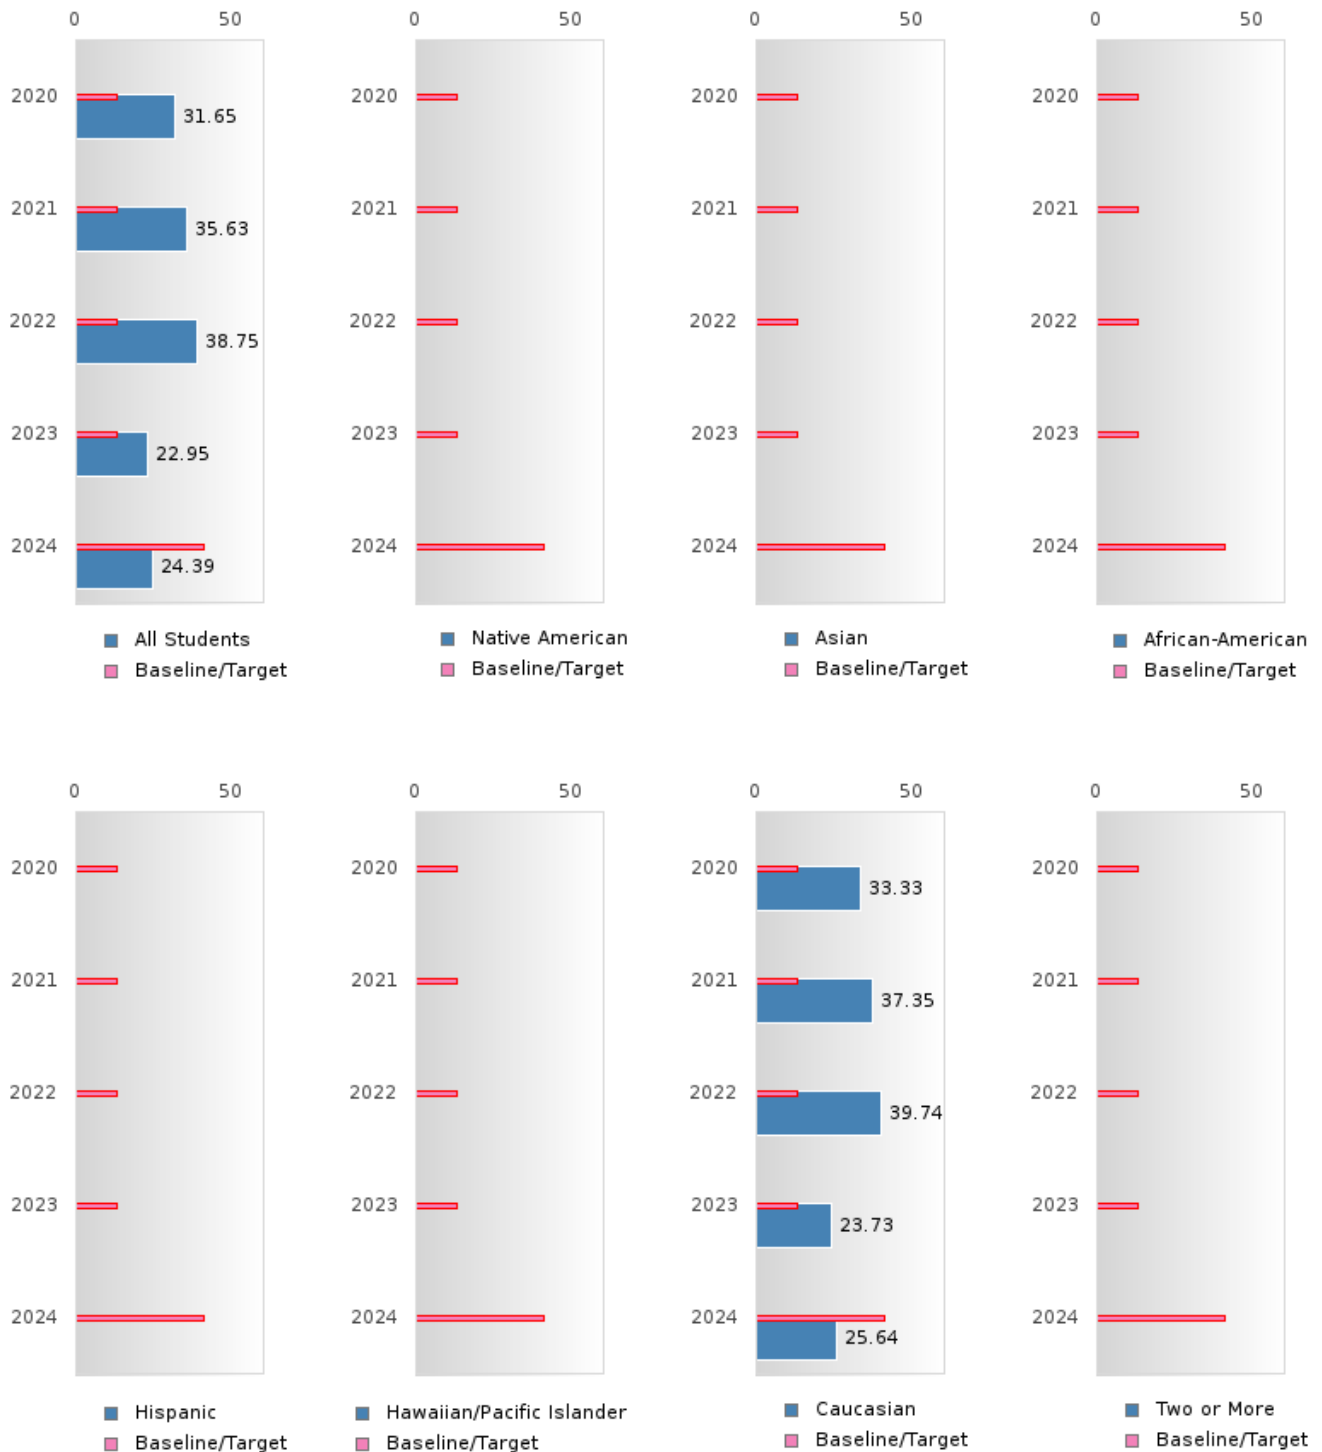 0 50 0 50 0 50 0 50
2020 31.65 2020 2020 2020
2021 35.63 2021 2021 2021
2022 38.75 2022 2022 2022
2023 22.95 2023 2023 2023
2024 24.39 2024 2024 2024
All Students Native American Asian African-American
Baseline/Target Baseline/Target Baseline/Target Baseline/Target
0 50 0 50 0 50 0 50
2020 2020 2020 33.33 2020
2021 2021 2021 37.35 2021
2022 2022 2022 39.74 2022
2023 2023 2023 23.73 2023
2024 2024 2024 25.64 2024
Hispanic Hawaiian/Pacific Islander Caucasian Two or More
Baseline/Target Baseline/Target Baseline/Target Baseline/Target